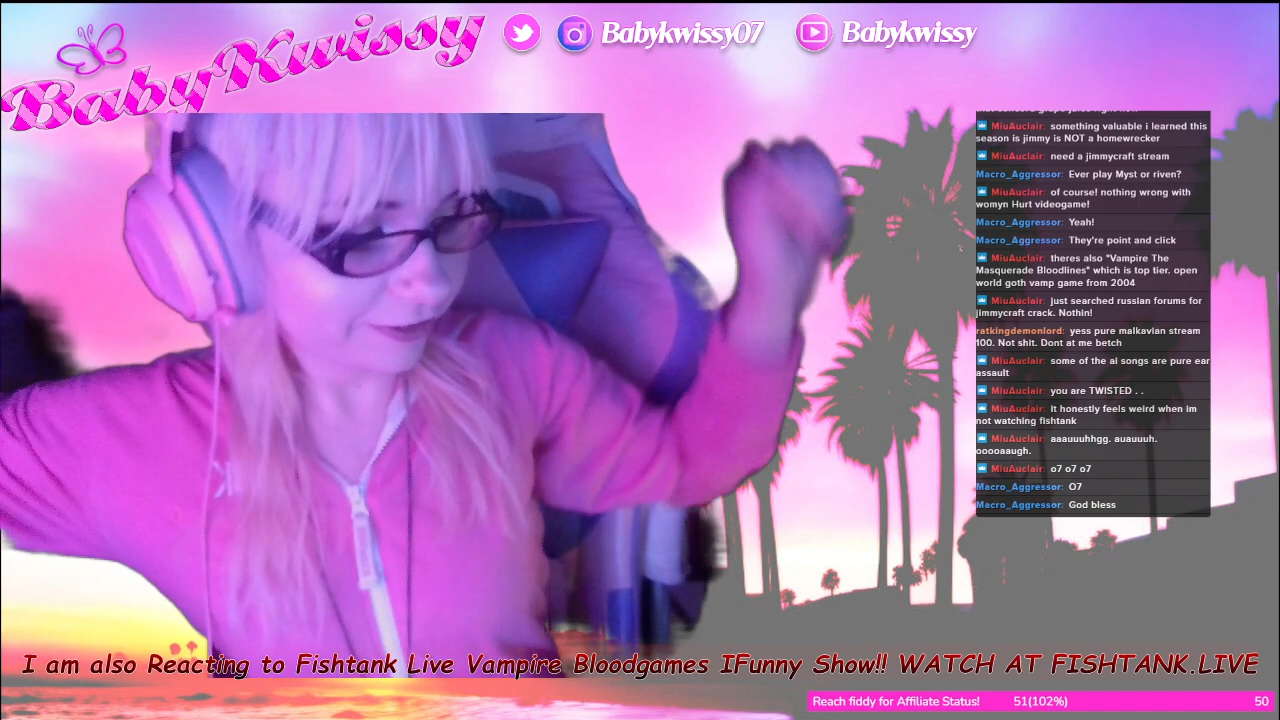 BabyKwissy
Babykwissy07
Babykwissy
MiuAuclair: something valuable i learned this
season is jimmy is NOT a homewrecker
MiuAuclair: need a jimmycraft stream
Macro_Aggressor: Ever play Myst or riven?
MiuAuclair: of course! nothing wrong with
womyn Hurt videogame!
Macro_Aggressor: Yeah!
Macro_Aggressor: They're point and click
MiuAuclair: theres also "Vampire The
Masquerade Bloodlines" which is top tier. open
world goth vamp game from 2004
MiuAuclair: just searched russian forums for
jimmycraft crack. Nothin!
ratkingdemonlord: yess pure malkavian stream
100. Not shit. Dont at me betch
MiuAuclair: some of the ai songs are pure ear
assault
MiuAuclair: you are TWISTED . .
MiuAuclair: it honestly feels weird when im
not watching fishtank
MiuAuclair: aaauuuhhgg. auauuuh.
ooooaaugh.
MiuAuclair: o7 o7 o7
Macro_Aggressor: O7
Macro_Aggressor: God bless
I am also Reacting to Fishtank Live Vampire Bloodgames IFunny Show!! WATCH AT FISHTANK.LIVE
Reach fiddy for Affiliate Status! 51(102%) 50